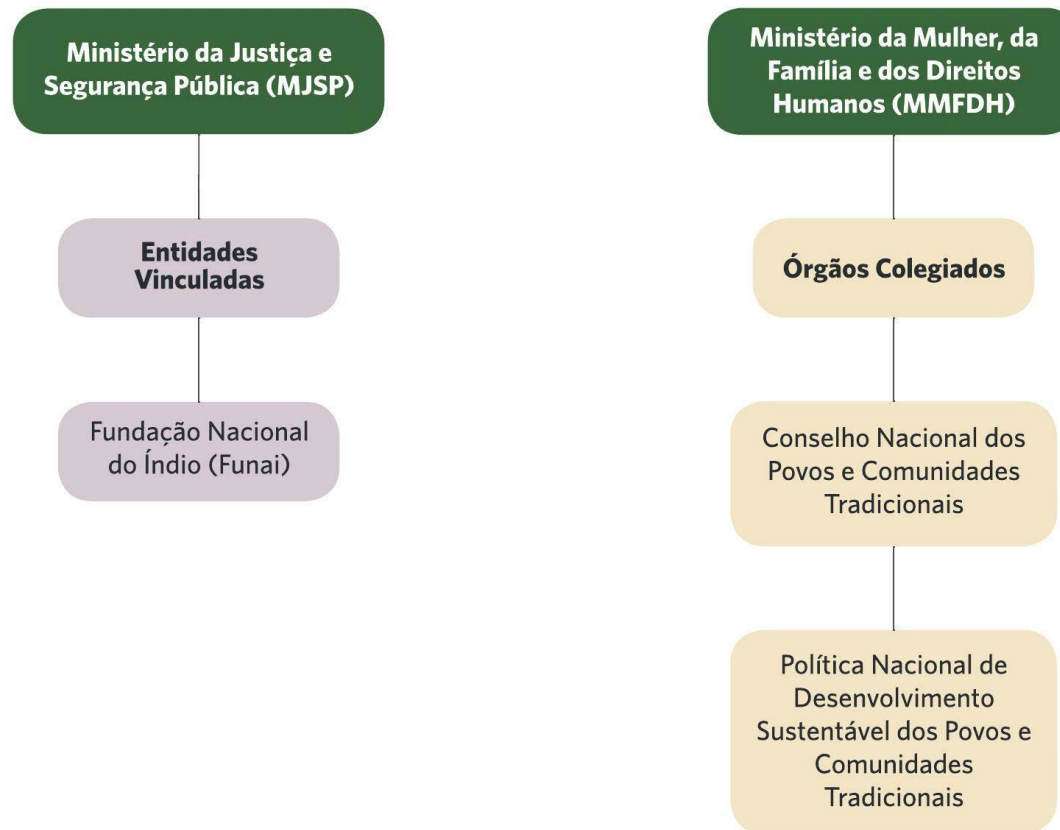 Ministério da Justiça e
Segurança Pública (MJSP)
Entidades
Vinculadas
Fundação Nacional
do Índio (Funai)
Ministério da Mulher, da
Família e dos Direitos
Humanos (MMFDH)
Órgãos Colegiados
Conselho Nacional dos
Povos e Comunidades
Tradicionais
Política Nacional de
Desenvolvimento
Sustentável dos Povos e
Comunidades
Tradicionais